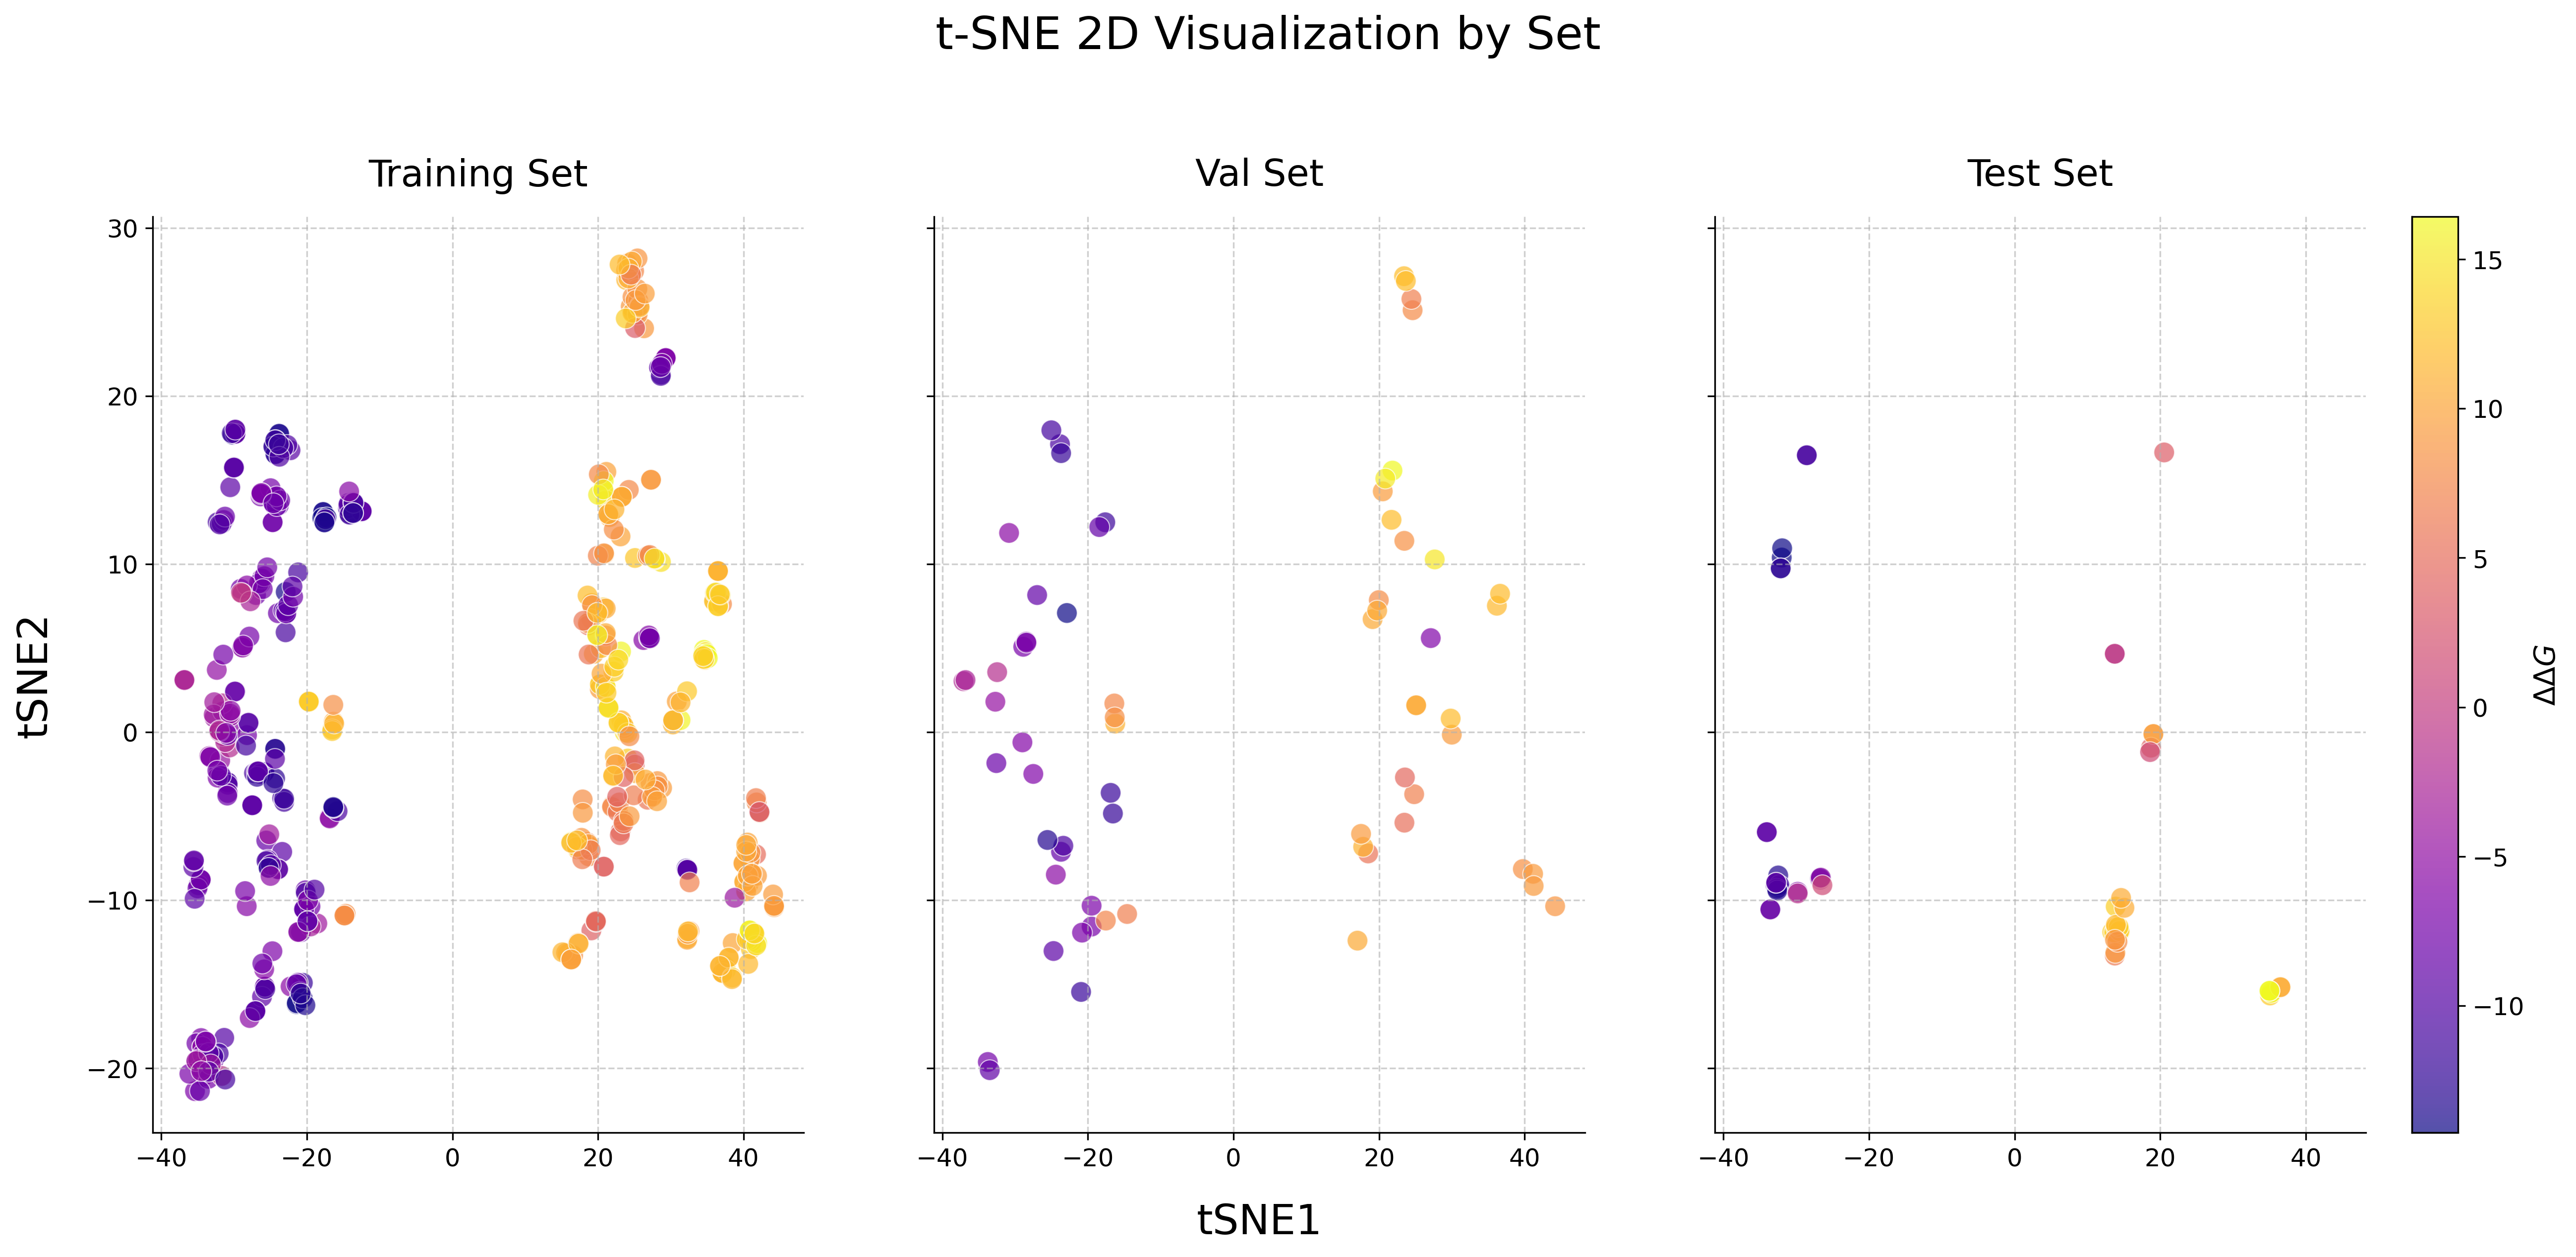 t-SNE 2D Visualization by Set
Training Set
Val Set
Test Set
30
20
10
0
−10
−20
tSNE2
−40 −20 0 20 40
−40 −20 0 20 40
−40 −20 0 20 40
tSNE1
15
10
5
0
−5
−10
ΔΔG